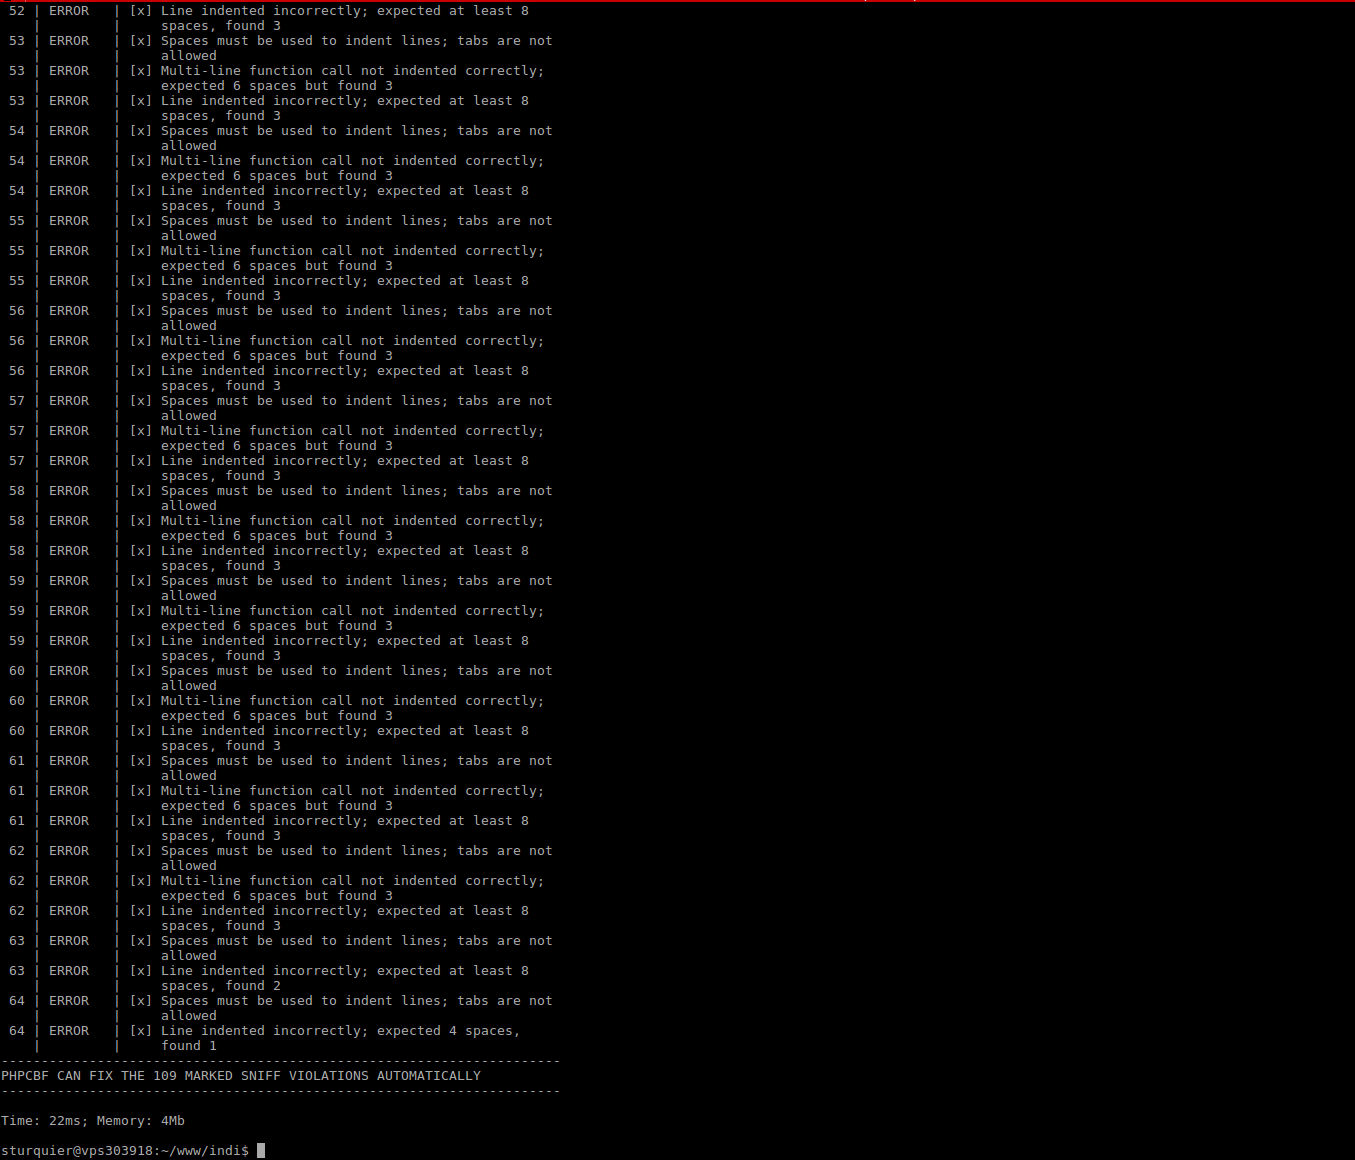 52 | ERROR   | [x] Line indented incorrectly; expected at least 8
   |         |     spaces, found 3
53 | ERROR   | [x] Spaces must be used to indent lines; tabs are not
   |         |     allowed
53 | ERROR   | [x] Multi-line function call not indented correctly;
   |         |     expected 6 spaces but found 3
53 | ERROR   | [x] Line indented incorrectly; expected at least 8
   |         |     spaces, found 3
54 | ERROR   | [x] Spaces must be used to indent lines; tabs are not
   |         |     allowed
54 | ERROR   | [x] Multi-line function call not indented correctly;
   |         |     expected 6 spaces but found 3
54 | ERROR   | [x] Line indented incorrectly; expected at least 8
   |         |     spaces, found 3
55 | ERROR   | [x] Spaces must be used to indent lines; tabs are not
   |         |     allowed
55 | ERROR   | [x] Multi-line function call not indented correctly;
   |         |     expected 6 spaces but found 3
55 | ERROR   | [x] Line indented incorrectly; expected at least 8
   |         |     spaces, found 3
56 | ERROR   | [x] Spaces must be used to indent lines; tabs are not
   |         |     allowed
56 | ERROR   | [x] Multi-line function call not indented correctly;
   |         |     expected 6 spaces but found 3
56 | ERROR   | [x] Line indented incorrectly; expected at least 8
   |         |     spaces, found 3
57 | ERROR   | [x] Spaces must be used to indent lines; tabs are not
   |         |     allowed
57 | ERROR   | [x] Multi-line function call not indented correctly;
   |         |     expected 6 spaces but found 3
57 | ERROR   | [x] Line indented incorrectly; expected at least 8
   |         |     spaces, found 3
58 | ERROR   | [x] Spaces must be used to indent lines; tabs are not
   |         |     allowed
58 | ERROR   | [x] Multi-line function call not indented correctly;
   |         |     expected 6 spaces but found 3
58 | ERROR   | [x] Line indented incorrectly; expected at least 8
   |         |     spaces, found 3
59 | ERROR   | [x] Spaces must be used to indent lines; tabs are not
   |         |     allowed
59 | ERROR   | [x] Multi-line function call not indented correctly;
   |         |     expected 6 spaces but found 3
59 | ERROR   | [x] Line indented incorrectly; expected at least 8
   |         |     spaces, found 3
60 | ERROR   | [x] Spaces must be used to indent lines; tabs are not
   |         |     allowed
60 | ERROR   | [x] Multi-line function call not indented correctly;
   |         |     expected 6 spaces but found 3
60 | ERROR   | [x] Line indented incorrectly; expected at least 8
   |         |     spaces, found 3
61 | ERROR   | [x] Spaces must be used to indent lines; tabs are not
   |         |     allowed
61 | ERROR   | [x] Multi-line function call not indented correctly;
   |         |     expected 6 spaces but found 3
61 | ERROR   | [x] Line indented incorrectly; expected at least 8
   |         |     spaces, found 3
62 | ERROR   | [x] Spaces must be used to indent lines; tabs are not
   |         |     allowed
62 | ERROR   | [x] Multi-line function call not indented correctly;
   |         |     expected 6 spaces but found 3
62 | ERROR   | [x] Line indented incorrectly; expected at least 8
   |         |     spaces, found 3
63 | ERROR   | [x] Spaces must be used to indent lines; tabs are not
   |         |     allowed
63 | ERROR   | [x] Line indented incorrectly; expected at least 8
   |         |     spaces, found 2
64 | ERROR   | [x] Spaces must be used to indent lines; tabs are not
   |         |     allowed
64 | ERROR   | [x] Line indented incorrectly; expected 4 spaces,
   |         |     found 1
----------------------------------------------------------------------
PHPCBF CAN FIX THE 109 MARKED SNIFF VIOLATIONS AUTOMATICALLY
----------------------------------------------------------------------
Time: 22ms; Memory: 4Mb
sturquier@vps303918:~/www/indi$